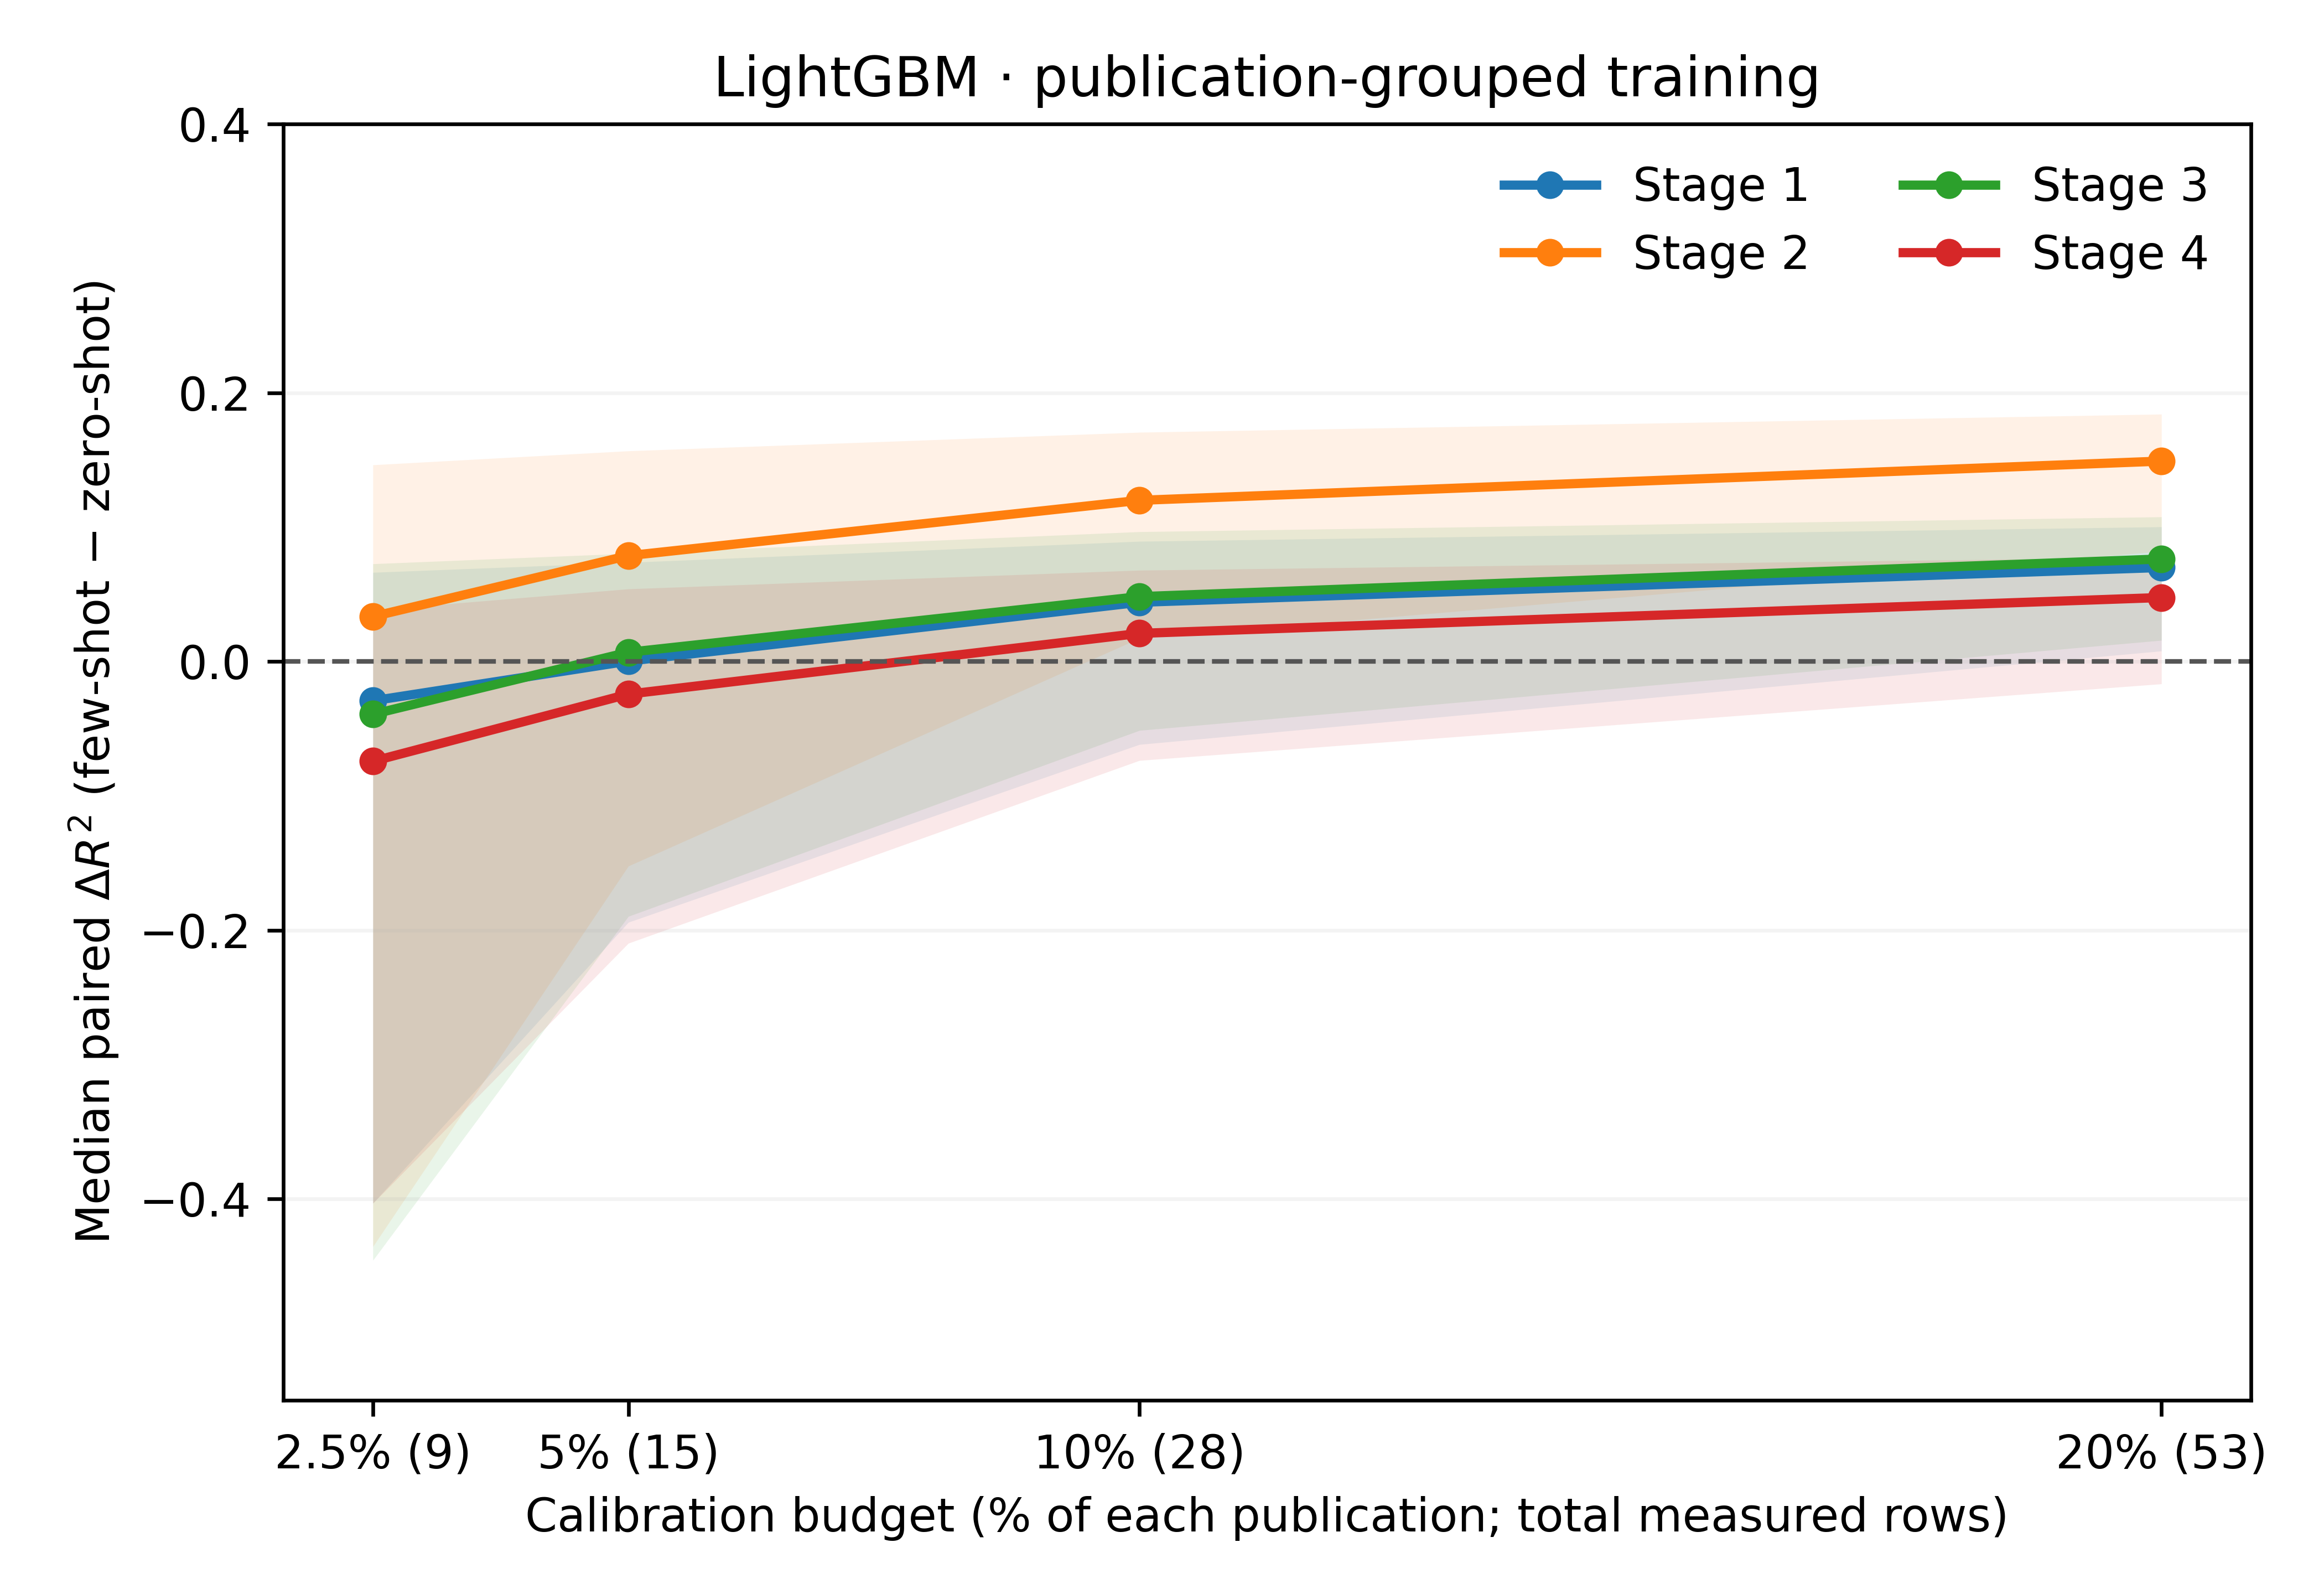 LightGBM · publication-grouped training
Median paired ΔR² (few-shot − zero-shot)
0.4
0.2
0.0
−0.2
−0.4
Stage 1
Stage 2
Stage 3
Stage 4
2.5% (9)
5% (15)
10% (28)
20% (53)
Calibration budget (% of each publication; total measured rows)